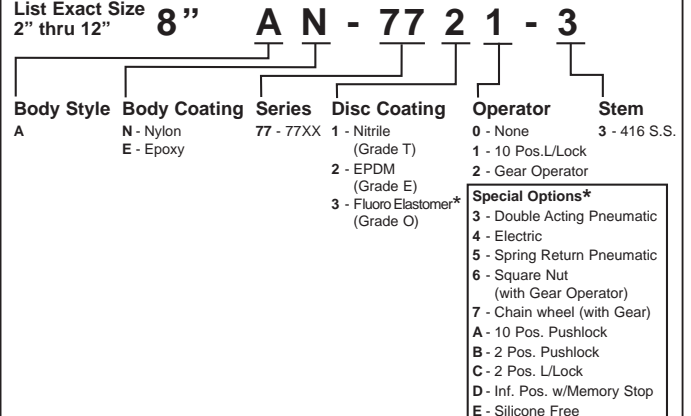 List Exact Size
2” thru 12”
8” A N - 77 2 1 - 3
Body Style
A
Body Coating
N - Nylon
E - Epoxy
Series
77 - 77XX
Disc Coating
1 - Nitrile
(Grade T)
2 - EPDM
(Grade E)
3 - Fluoro Elastomer*
(Grade O)
Operator
0 - None
1 - 10 Pos.L/Lock
2 - Gear Operator
Special Options*
3 - Double Acting Pneumatic
4 - Electric
5 - Spring Return Pneumatic
6 - Square Nut
(with Gear Operator)
7 - Chain wheel (with Gear)
A - 10 Pos. Pushlock
B - 2 Pos. Pushlock
C - 2 Pos. L/Lock
D - Inf. Pos. w/Memory Stop
E - Silicone Free
Stem
3 - 416 S.S.